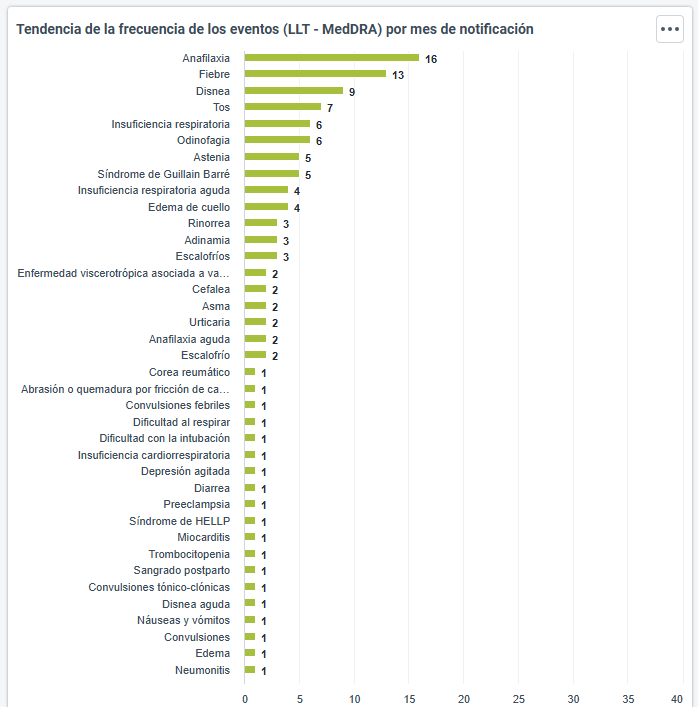 Tendencia de la frecuencia de los eventos (LLT - MedDRA) por mes de notificación
Anafilaxia 16
Fiebre 13
Disnea 9
Tos 7
Insuficiencia respiratoria 6
Odinofagia 6
Astenia 5
Síndrome de Guillain Barré 5
Insuficiencia respiratoria aguda 4
Edema de cuello 4
Rinorrea 3
Adinamia 3
Escalofríos 3
Enfermedad viscerotrópica asociada a va... 2
Cefalea 2
Asma 2
Urticaria 2
Anafilaxia aguda 2
Escalofrío 2
Corea reumático 1
Abrasión o quemadura por fricción de ca... 1
Convulsiones febriles 1
Dificultad al respirar 1
Dificultad con la intubación 1
Insuficiencia cardiorrespiratoria 1
Depresión agitada 1
Diarrea 1
Preeclampsia 1
Síndrome de HELLP 1
Miocarditis 1
Trombocitopenia 1
Sangrado postparto 1
Convulsiones tónico-clónicas 1
Disnea aguda 1
Náuseas y vómitos 1
Convulsiones 1
Edema 1
Neumonitis 1
0 5 10 15 20 25 30 35 40